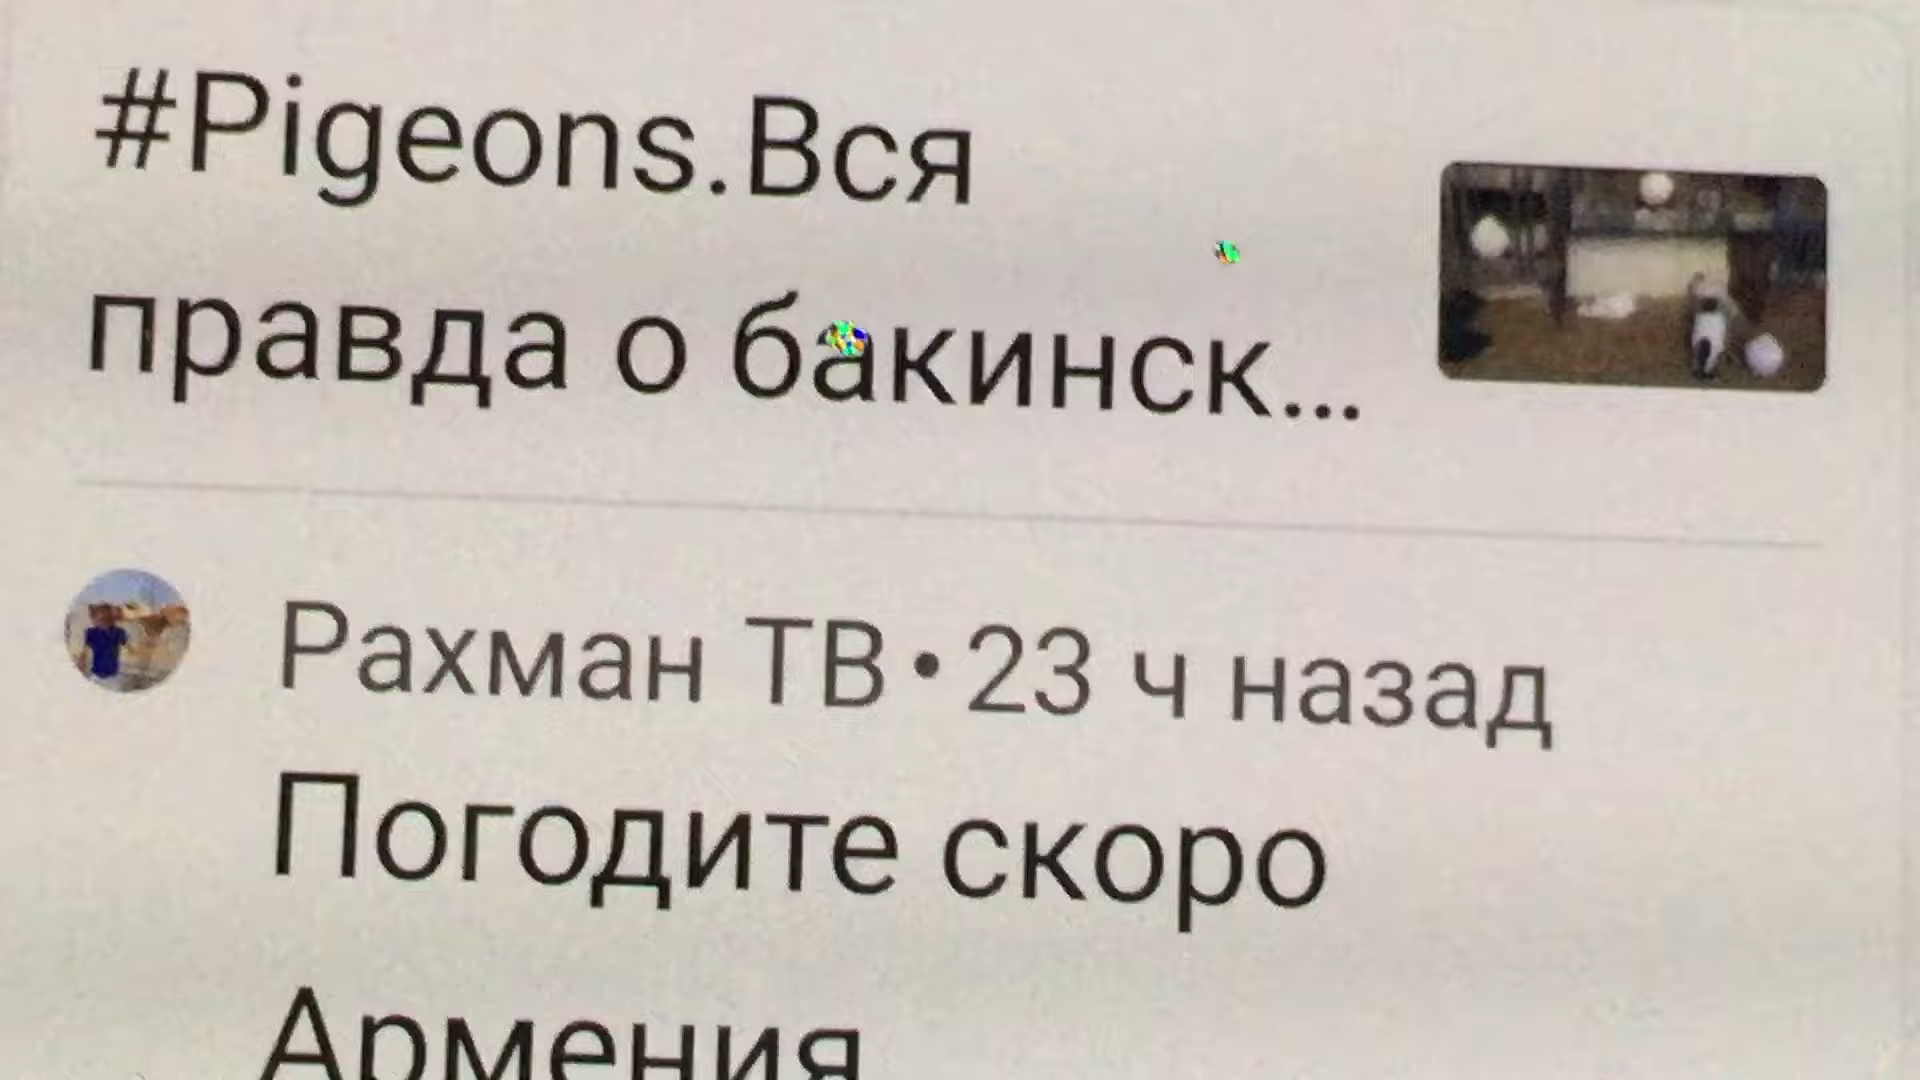 #Pigeons.Вся
правда о бакинск...
Рахман ТВ • 23 ч назад
Погодите скоро
Армения